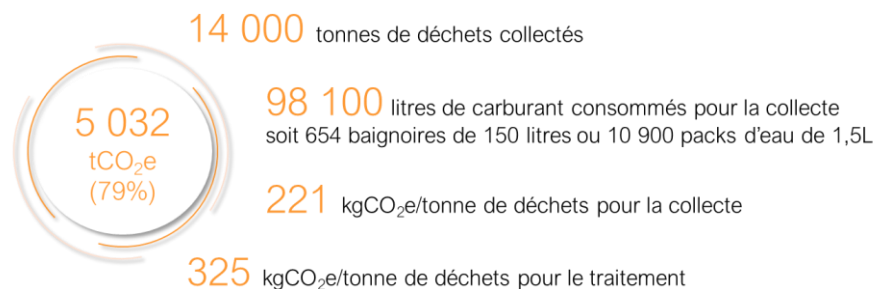 14 000 tonnes de déchets collectés
5 032
tCO₂e
(79%)
98 100 litres de carburant consommés pour la collecte
soit 654 baignoires de 150 litres ou 10 900 packs d'eau de 1,5L
221 kgCO₂e/tonne de déchets pour la collecte
325 kgCO₂e/tonne de déchets pour le traitement